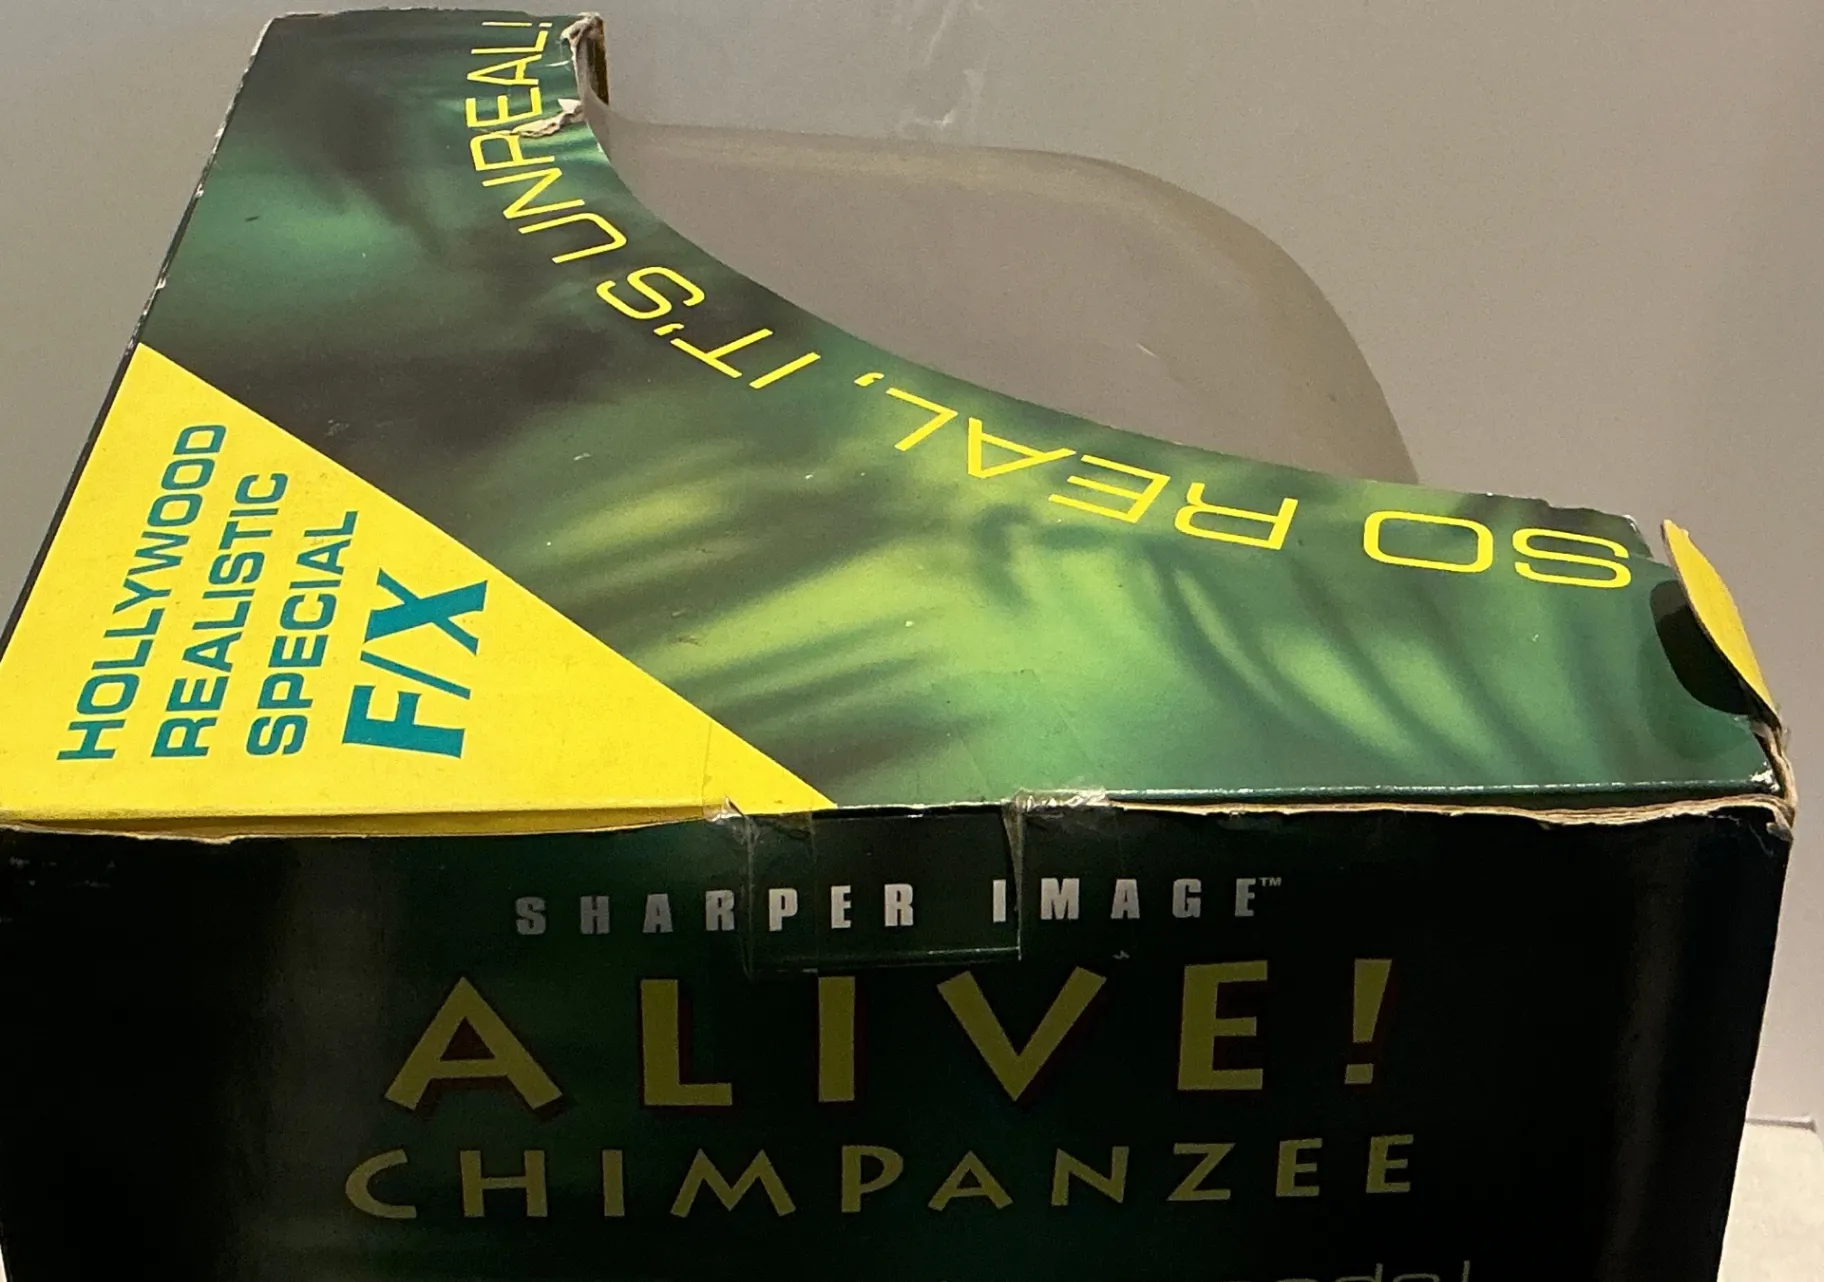 SO REAL, IT'S UNREAL!
HOLLYWOOD
REALISTIC
SPECIAL
F/X
SHARPER IMAGE™
ALIVE!
CHIMPANZEE